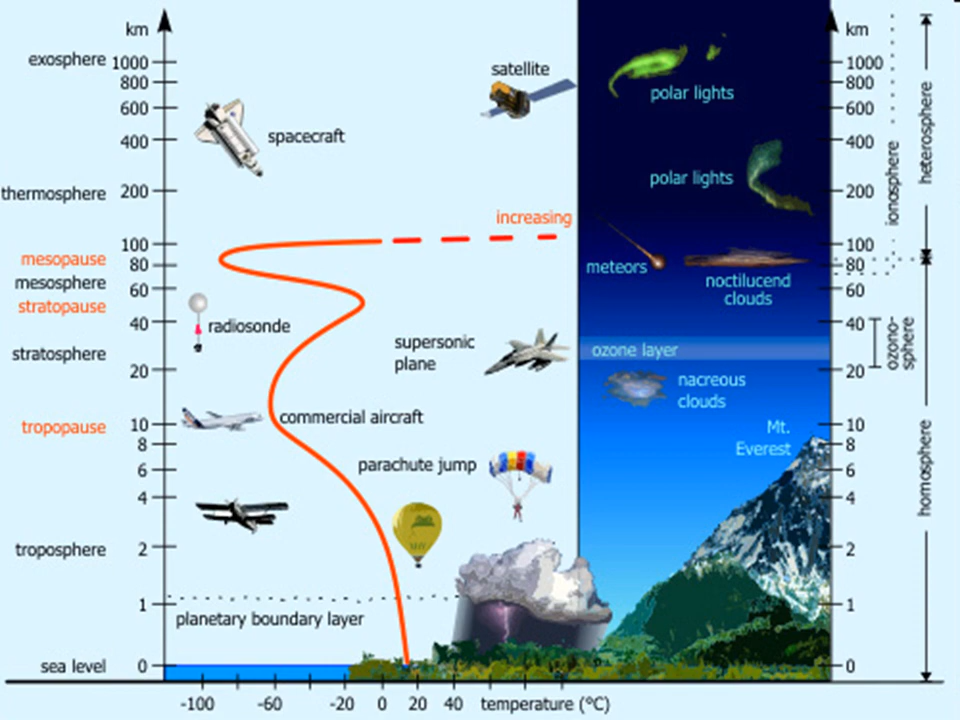 km
exosphere
1000
800
600
400
thermosphere
200
100
mesopause
80
mesosphere
60
stratopause
40
stratosphere
20
tropopause
10
8
6
4
troposphere
2
1
sea level
0
spacecraft
satellite
increasing
radiosonde
supersonic
plane
commercial aircraft
parachute jump
planetary boundary layer
-100
-60
-20
0
20
40
temperature (°C)
polar lights
polar lights
meteors
noctilucend
clouds
ozone layer
nacreous
clouds
Mt.
Everest
km
1000
800
600
400
200
100
80
60
40
20
10
8
6
4
2
1
0
ionosphere
ozono-
sphere
heterosphere
homosphere